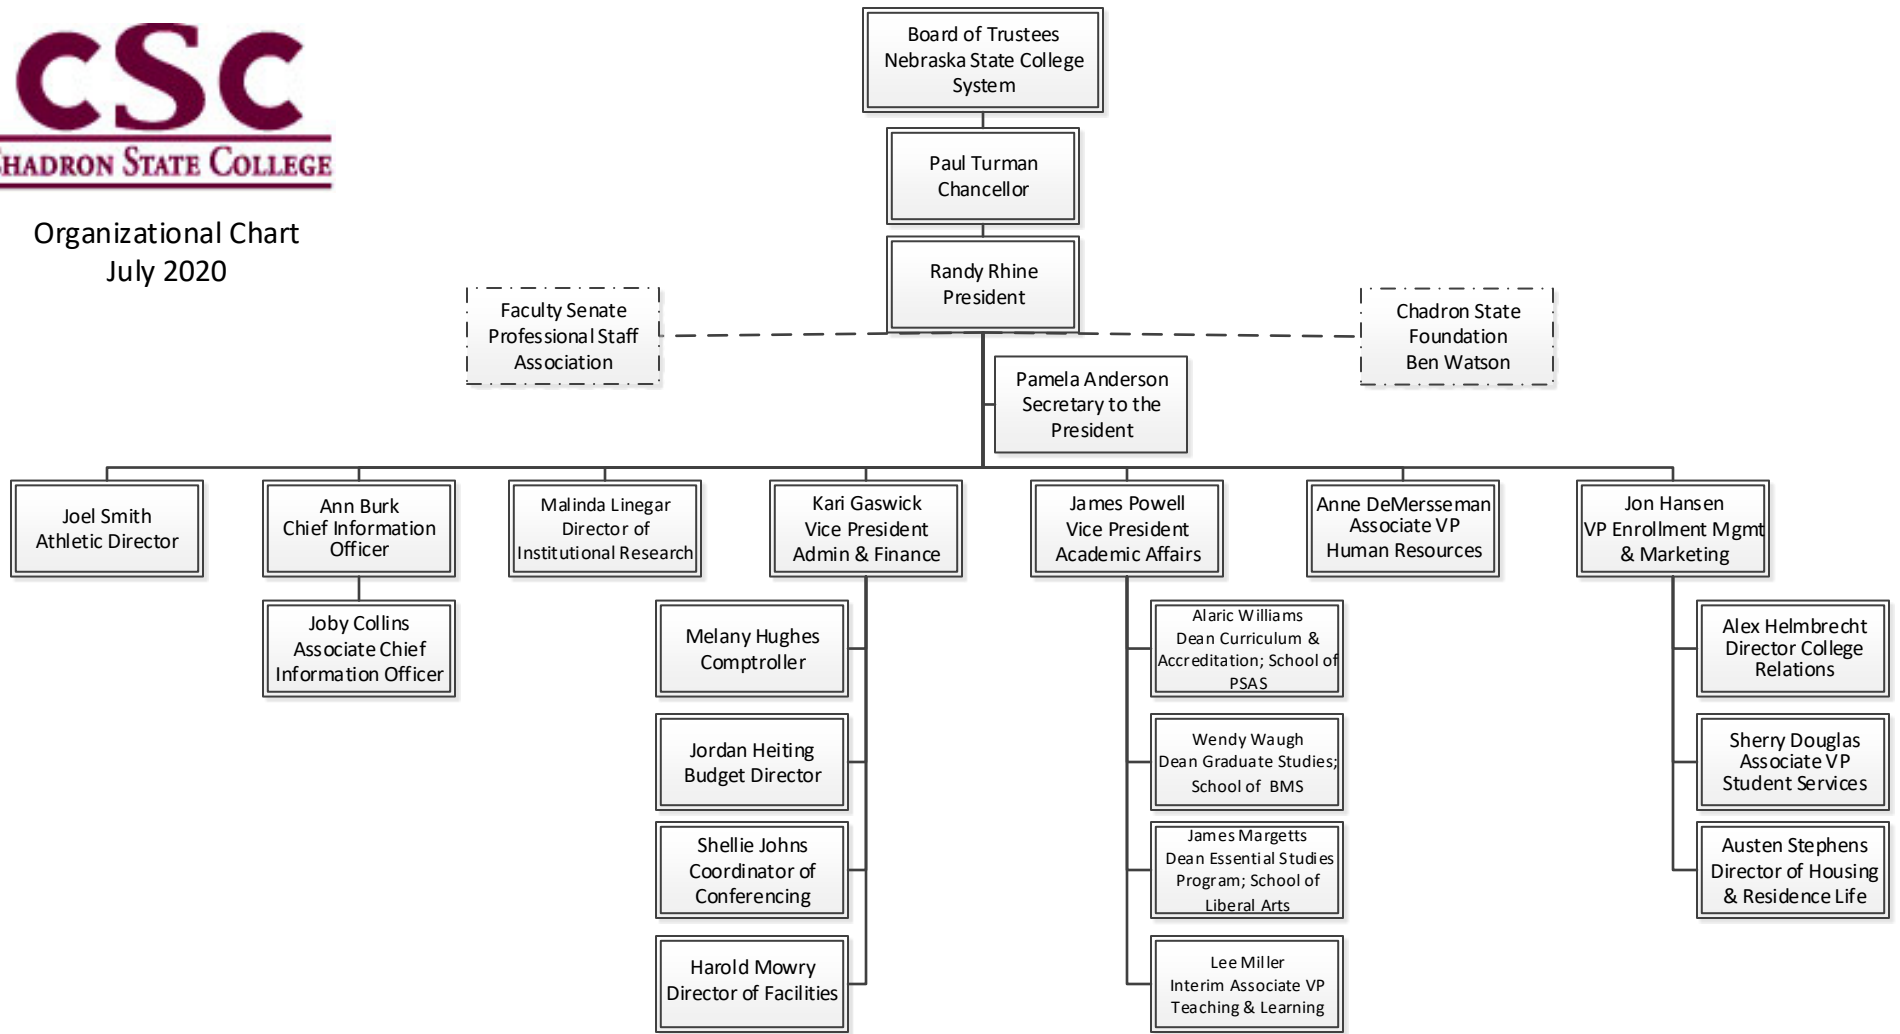 CSC
CHADRON STATE COLLEGE
Organizational Chart
July 2020
Board of Trustees
Nebraska State College
System
Paul Turman
Chancellor
Randy Rhine
President
Faculty Senate
Professional Staff
Association
Chadron State
Foundation
Ben Watson
Pamela Anderson
Secretary to the
President
Joel Smith
Athletic Director
Ann Burk
Chief Information
Officer
Malinda Linegar
Director of
Institutional Research
Kari Gaswick
Vice President
Admin & Finance
James Powell
Vice President
Academic Affairs
Anne DeMersseman
Associate VP
Human Resources
Jon Hansen
VP Enrollment Mgmt
& Marketing
Joby Collins
Associate Chief
Information Officer
Melany Hughes
Comptroller
Jordan Heiting
Budget Director
Shellie Johns
Coordinator of
Conferencing
Harold Mowry
Director of Facilities
Alaric Williams
Dean Curriculum &
Accreditation; School of
PSAS
Wendy Waugh
Dean Graduate Studies;
School of BMS
James Margetts
Dean Essential Studies
Program; School of
Liberal Arts
Lee Miller
Interim Associate VP
Teaching & Learning
Alex Helmbrecht
Director College
Relations
Sherry Douglas
Associate VP
Student Services
Austen Stephens
Director of Housing
& Residence Life